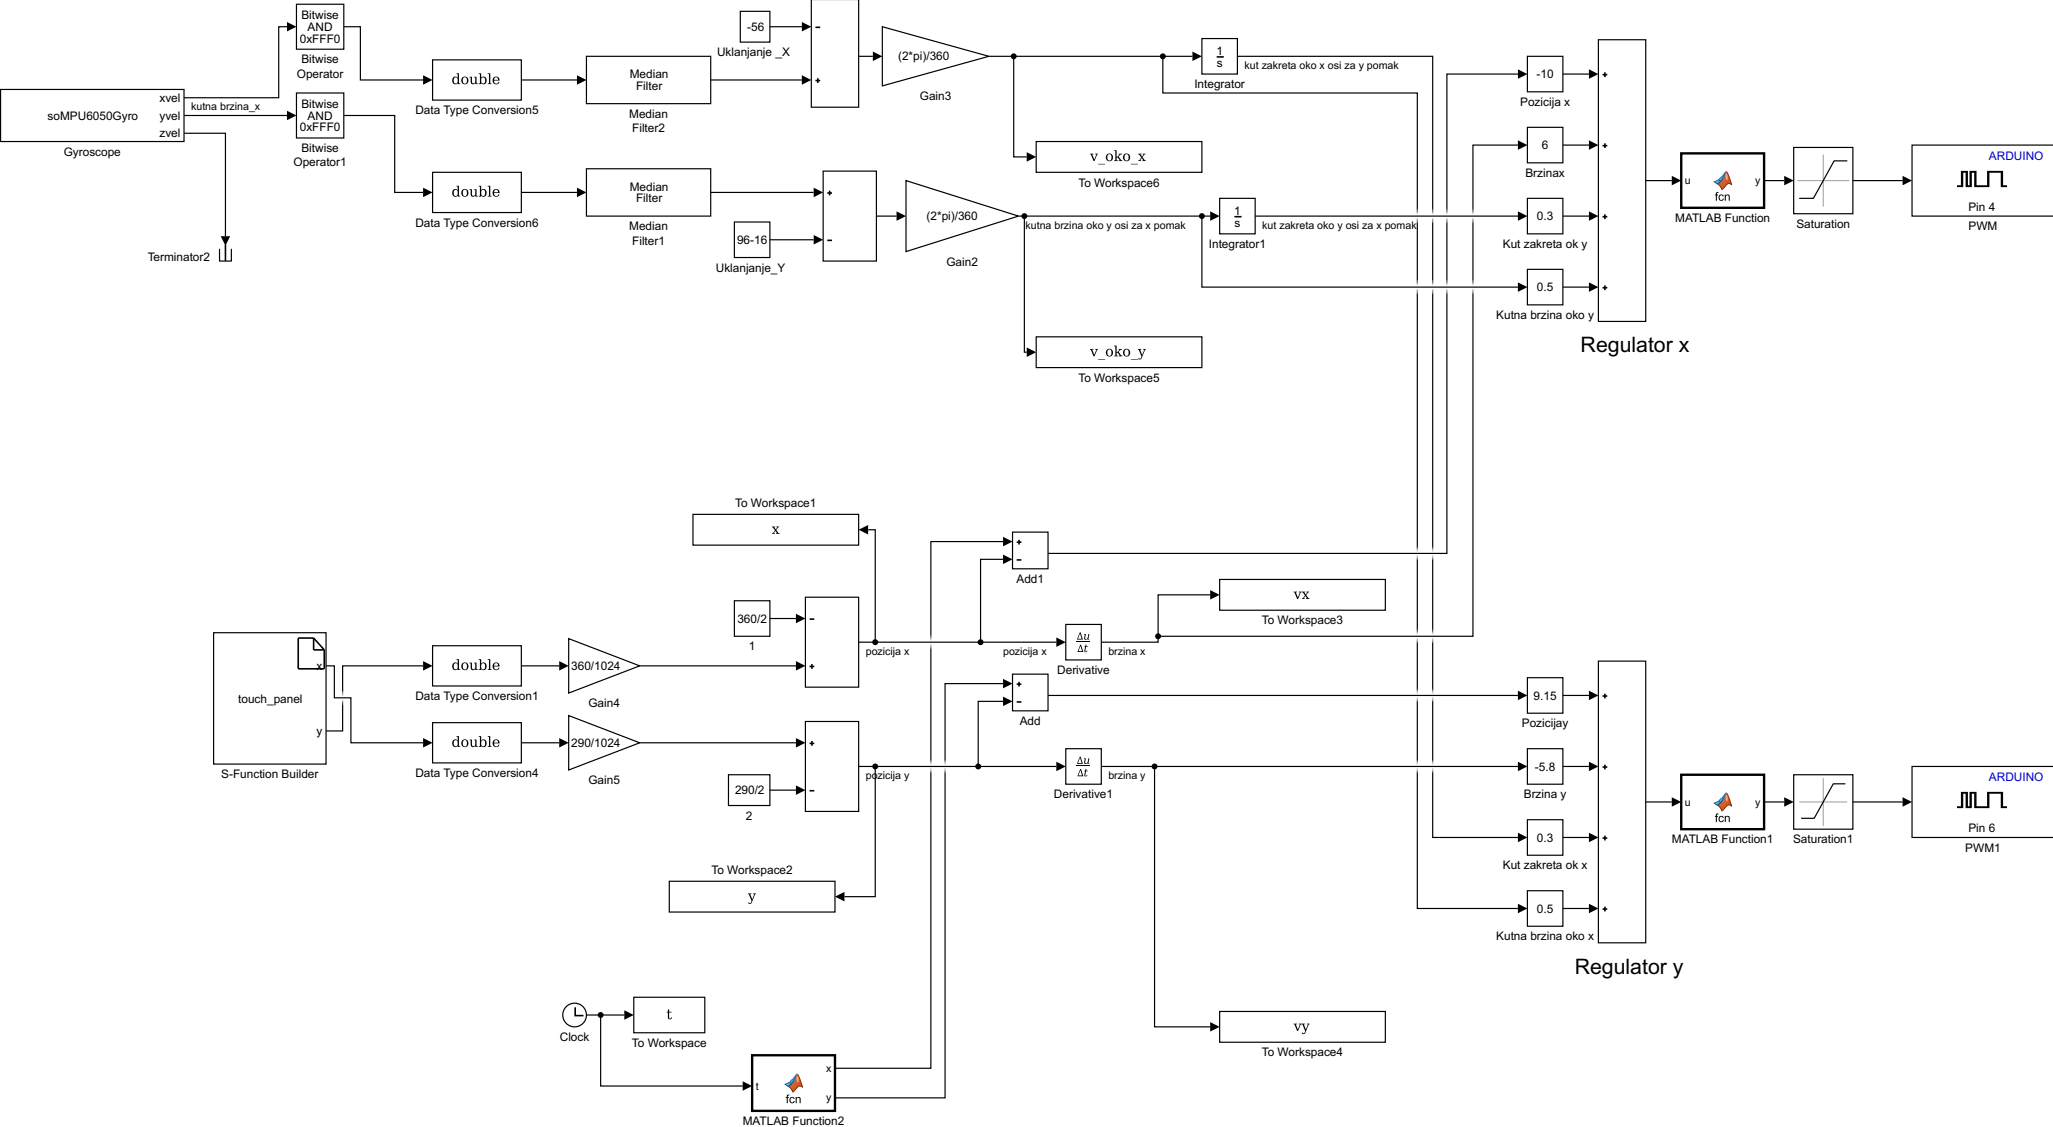 Bitwise
AND
0xFFF0
Bitwise
Operator
soMPU6050Gyro
xvel
yvel
zvel
Gyroscope
kutna brzina_x
Bitwise
AND
0xFFF0
Bitwise
Operator1
Terminator2
double
Data Type Conversion5
double
Data Type Conversion6
Median
Filter
Median
Filter2
Median
Filter
Median
Filter1
-56
Uklanjanje _X
-
+
96-16
Uklanjanje_Y
+
-
(2*pi)/360
Gain3
(2*pi)/360
Gain2
v_oko_x
To Workspace6
kutna brzina oko y osi za x pomak
v_oko_y
To Workspace5
1
s
Integrator
kut zakreta oko x osi za y pomak
1
s
Integrator1
kut zakreta oko y osi za x pomak
-10
Pozicija x
6
Brzinax
0.3
Kut zakreta ok y
0.5
Kutna brzina oko y
+
+
+
+
Regulator x
u
fcn
y
MATLAB Function
Saturation
ARDUINO
Pin 4
PWM
To Workspace1
x
touch_panel
x
y
S-Function Builder
double
Data Type Conversion1
double
Data Type Conversion4
360/1024
Gain4
290/1024
Gain5
360/2
1
-
+
290/2
2
+
-
pozicija x
pozicija y
To Workspace2
y
+
-
Add1
pozicija x
Δu
Δt
Derivative
brzina x
vx
To Workspace3
+
-
Add
Δu
Δt
Derivative1
brzina y
vy
To Workspace4
9.15
Pozicijay
-5.8
Brzina y
0.3
Kut zakreta ok x
0.5
Kutna brzina oko x
+
+
+
+
Regulator y
u
fcn
y
MATLAB Function1
Saturation1
ARDUINO
Pin 6
PWM1
Clock
t
To Workspace
t
fcn
x
y
MATLAB Function2